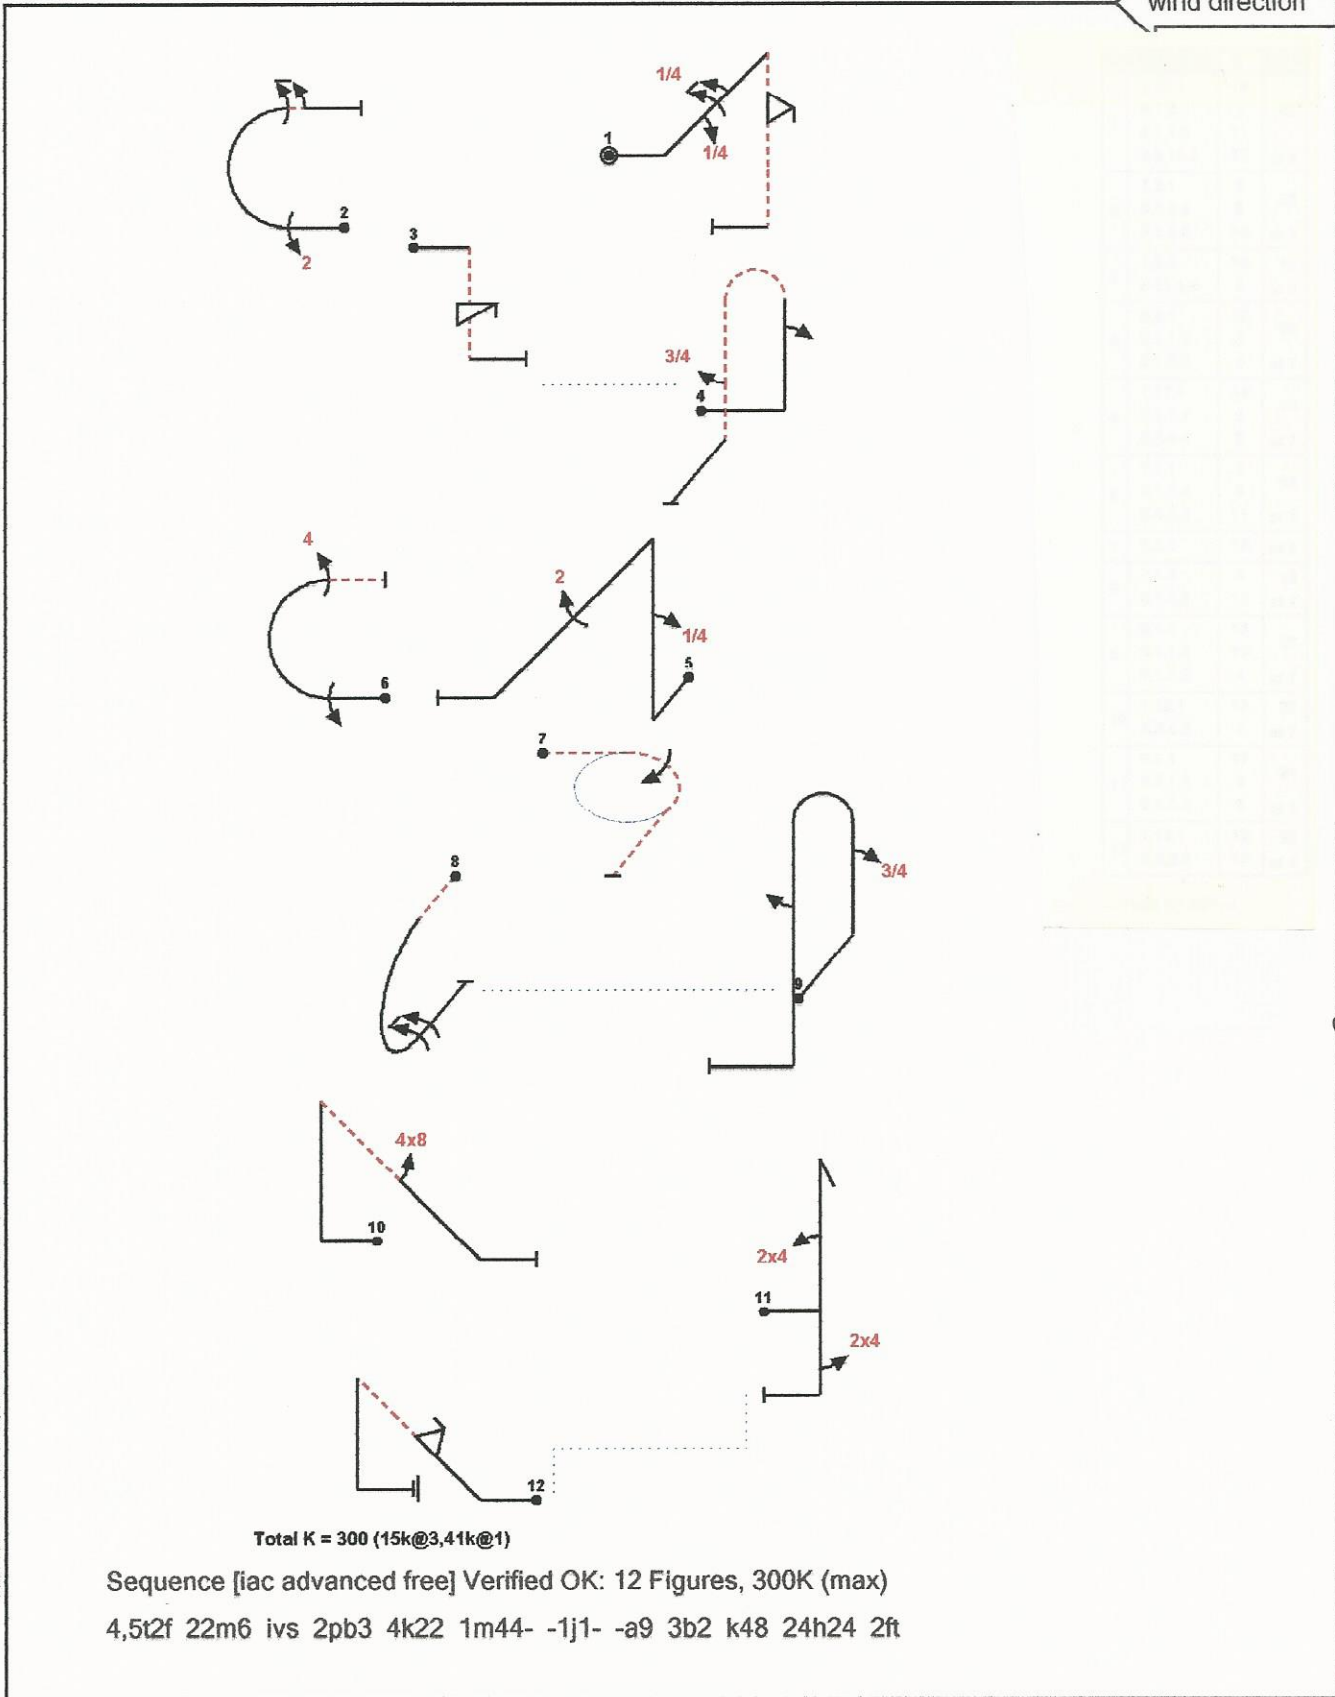 wind direction
1/4
1
1/4
2
2
3
3/4
4
4
2
1/4
5
6
7
8
3/4
9
4x8
10
2x4
11
2x4
12
Total K = 300 (15k@3,41k@1)
Sequence [iac advanced free] Verified OK: 12 Figures, 300K (max)
4,5t2f 22m6 ivs 2pb3 4k22 1m44- -1j1- -a9 3b2 k48 24h24 2ft